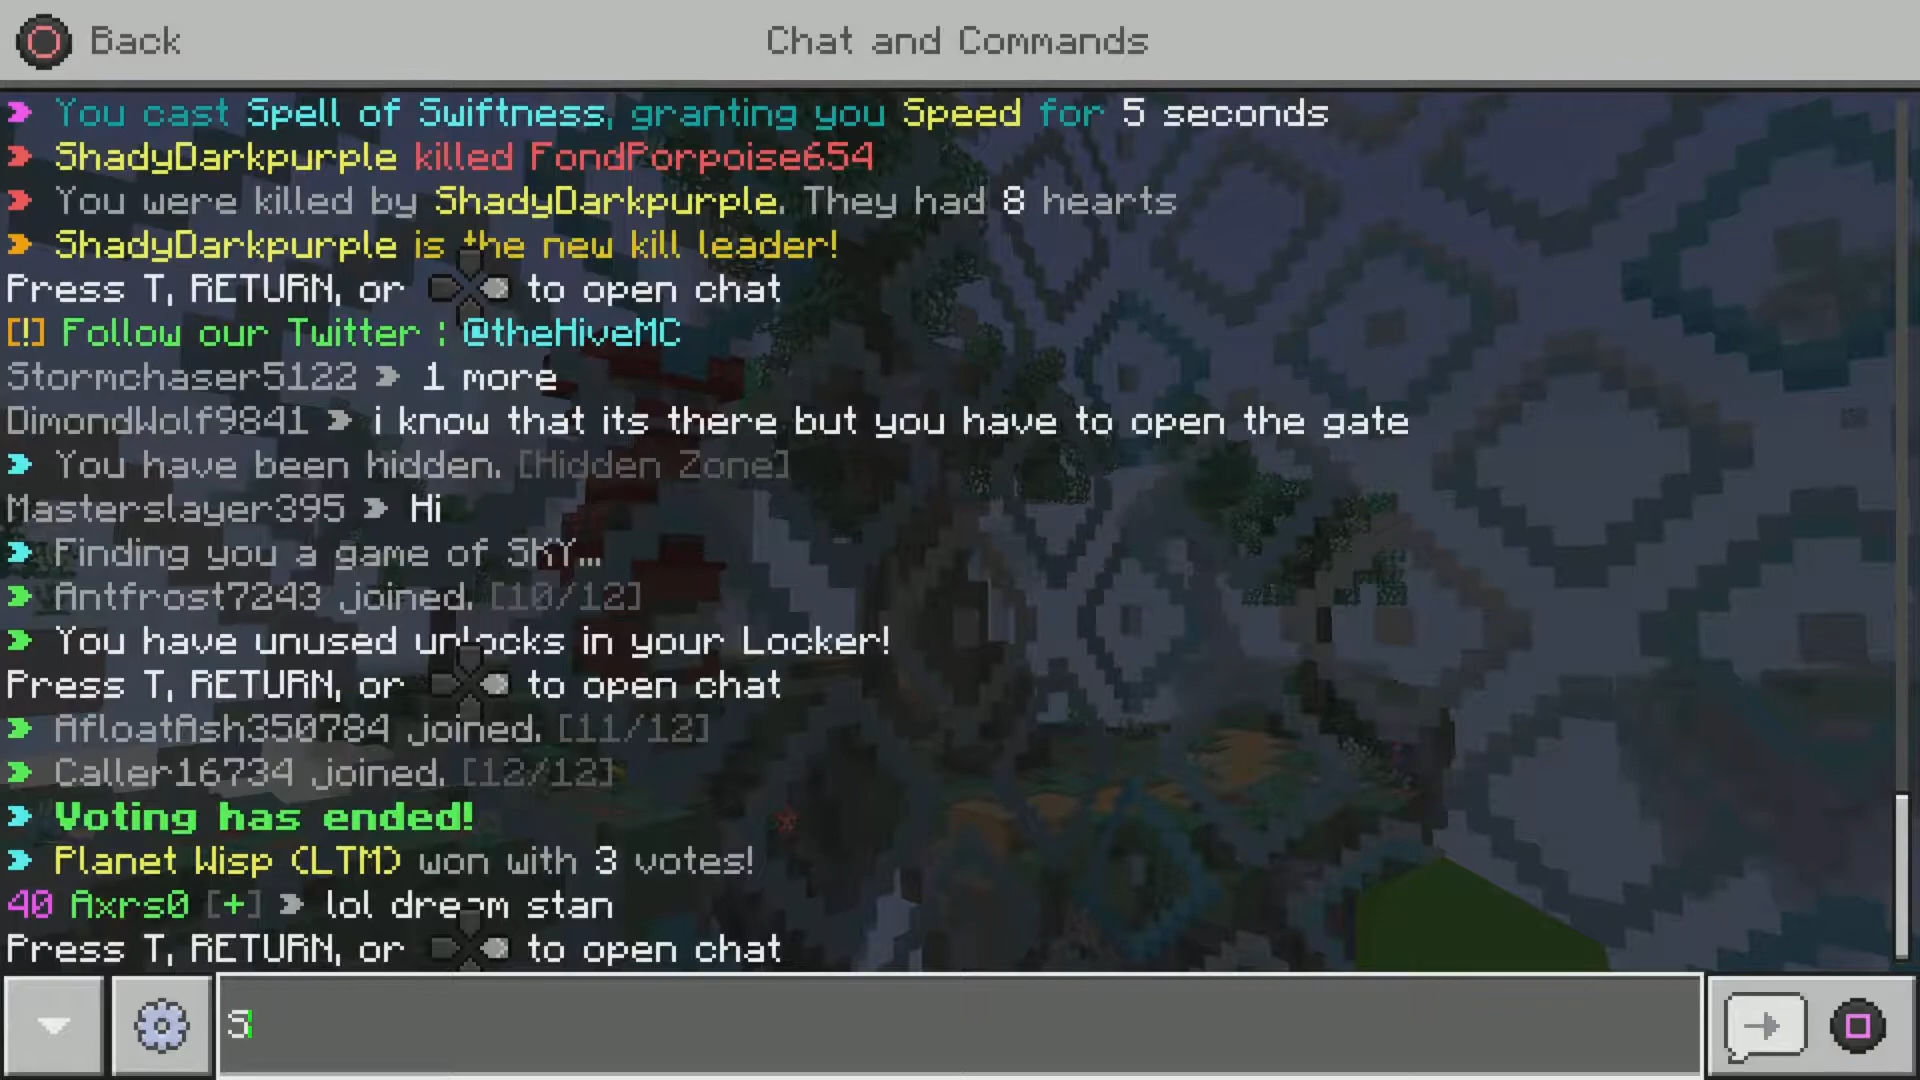 Back
Chat and Commands
You cast Spell of Swiftness, granting you Speed for 5 seconds
ShadyDarkpurple killed FondPorpoise654
You were killed by ShadyDarkpurple. They had 8 hearts
ShadyDarkpurple is the new kill leader!
Press T, RETURN, or to open chat
[!] Follow our Twitter : @theHiveMC
Stormchaser5122 » 1 more
DimondWolf9841 » i know that its there but you have to open the gate
You have been hidden. [Hidden Zone]
Masterslayer395 » Hi
Finding you a game of SKY...
Antfrost7243 joined. [10/12]
You have unused unlocks in your Locker!
Press T, RETURN, or to open chat
AfloatAsh350784 joined. [11/12]
Caller16734 joined. [12/12]
Voting has ended!
Planet Wisp (LTM) won with 3 votes!
40 Axrs0 [+] » lol dream stan
Press T, RETURN, or to open chat
S